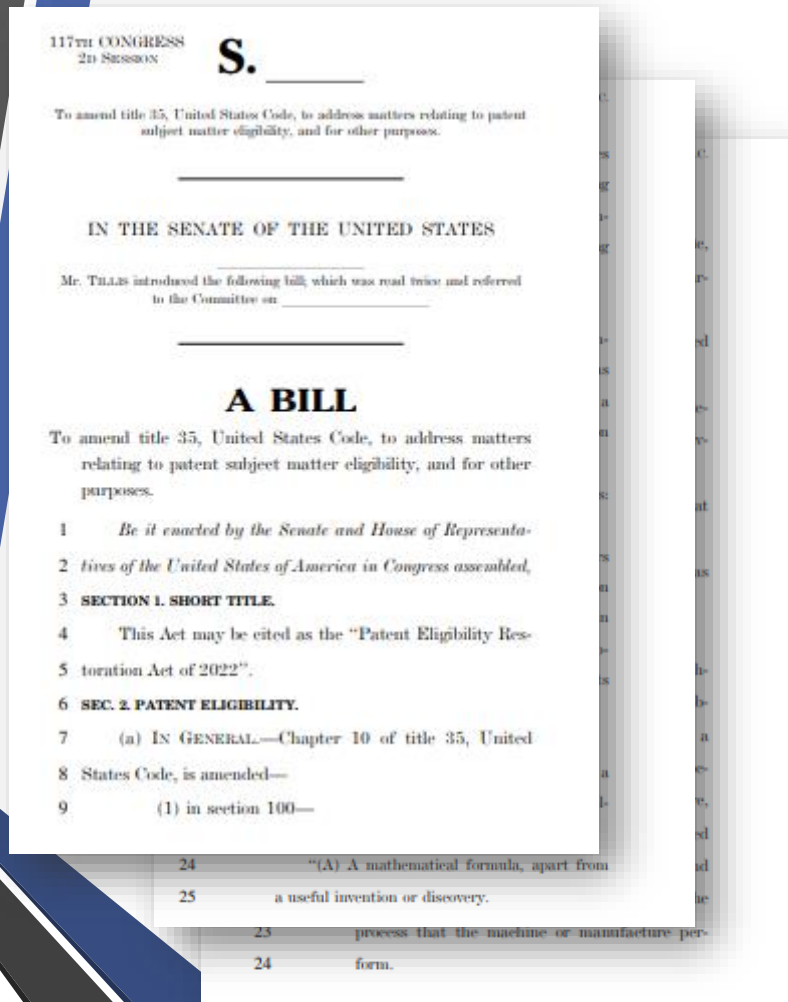 117TH CONGRESS
2D SESSION
S.
To amend title 35, United States Code, to address matters relating to patent
subject matter eligibility, and for other purposes.
IN THE SENATE OF THE UNITED STATES
Mr. TILLIS introduced the following bill; which was read twice and referred
to the Committee on
A BILL
To amend title 35, United States Code, to address matters
relating to patent subject matter eligibility, and for other
purposes.
1 Be it enacted by the Senate and House of Representa-
2 tives of the United States of America in Congress assembled,
3 SECTION 1. SHORT TITLE.
4 This Act may be cited as the “Patent Eligibility Res-
5 toration Act of 2022”.
6 SEC. 2. PATENT ELIGIBILITY.
7 (a) IN GENERAL.—Chapter 10 of title 35, United
8 States Code, is amended—
9 (1) in section 100—
24 “(A) A mathematical formula, apart from
25 a useful invention or discovery.
23 process that the machine or manufacture per-
24 form.